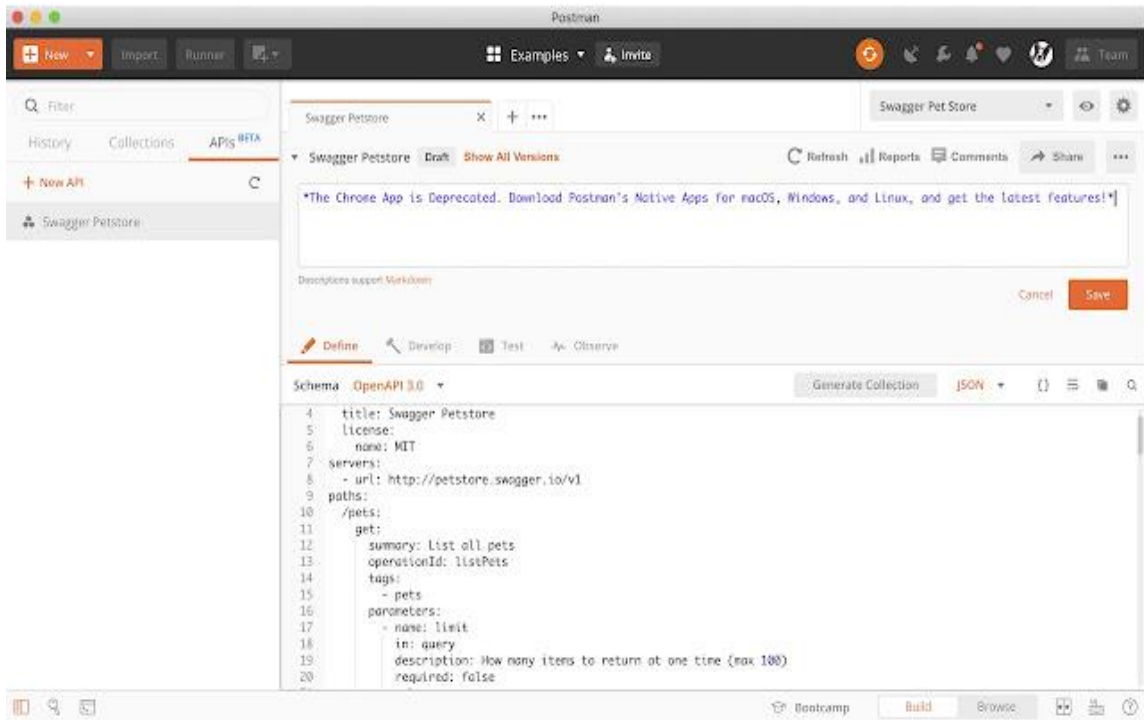 Postman
New Import Runner Examples Invite Team
Filter
History Collections APIs BETA
+ New API
Swagger Petstore
Swagger Petstore × + •••
Swagger Pet Store
Swagger Petstore Draft Show All Versions Refresh Reports Comments Share •••
*The Chrome App is Deprecated. Download Postman's Native Apps for macOS, Windows, and Linux, and get the latest features!*
Descriptions support Markdown
Cancel Save
Define Develop Test Observe
Schema OpenAPI 3.0 Generate Collection JSON {}
4 title: Swagger Petstore
5 license:
6 name: MIT
7 servers:
8 - url: http://petstore.swagger.io/v1
9 paths:
10 /pets:
11 get:
12 summary: List all pets
13 operationId: listPets
14 tags:
15 - pets
16 parameters:
17 - name: limit
18 in: query
19 description: How many items to return at one time (max 100)
20 required: false
Bootcamp Build Browse